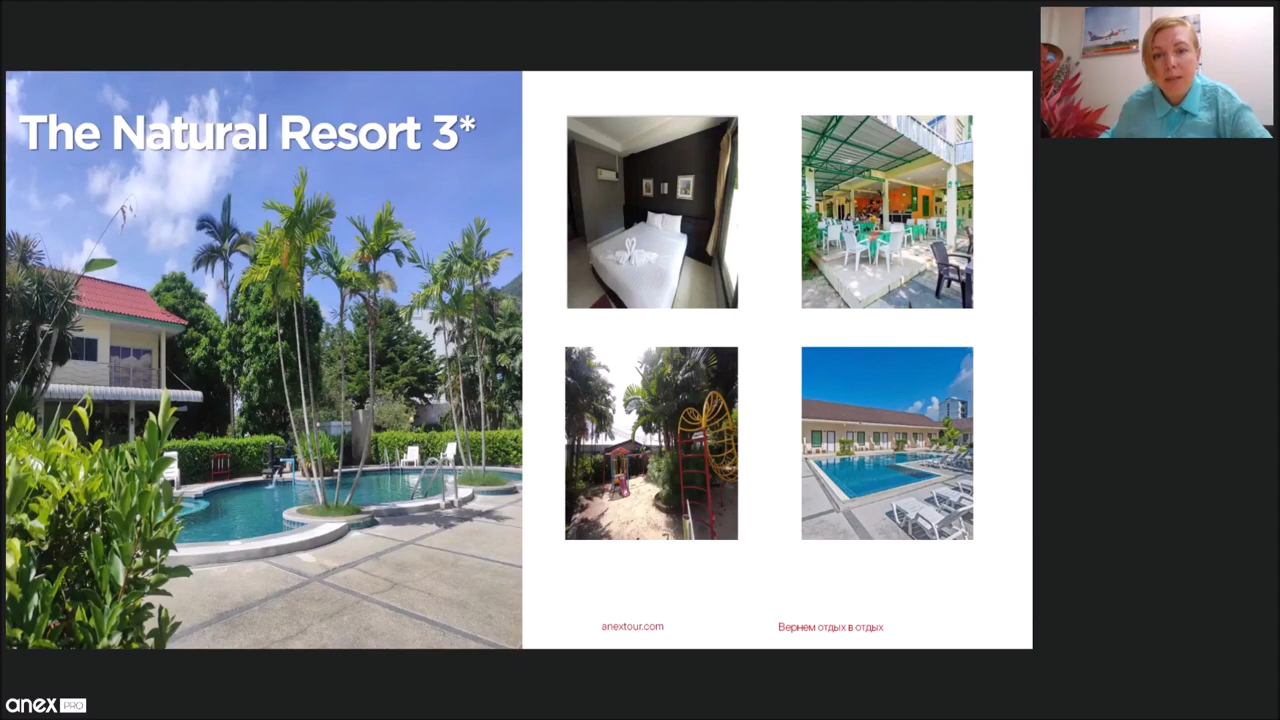 The Natural Resort 3*
anextour.com
Вернем отдых в отдых
anex PRO